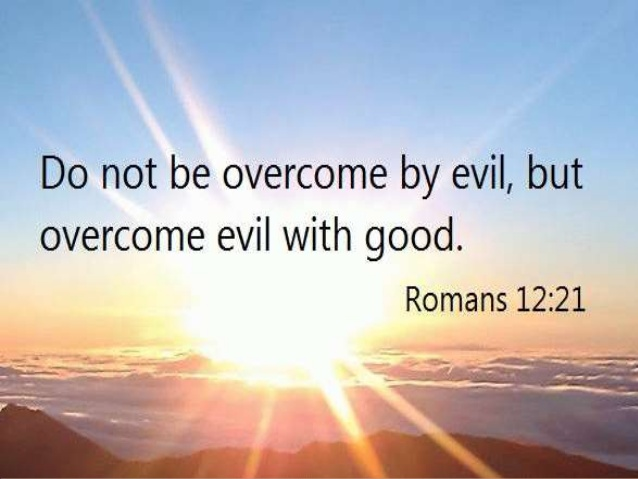 Do not be overcome by evil, but
overcome evil with good.
Romans 12:21